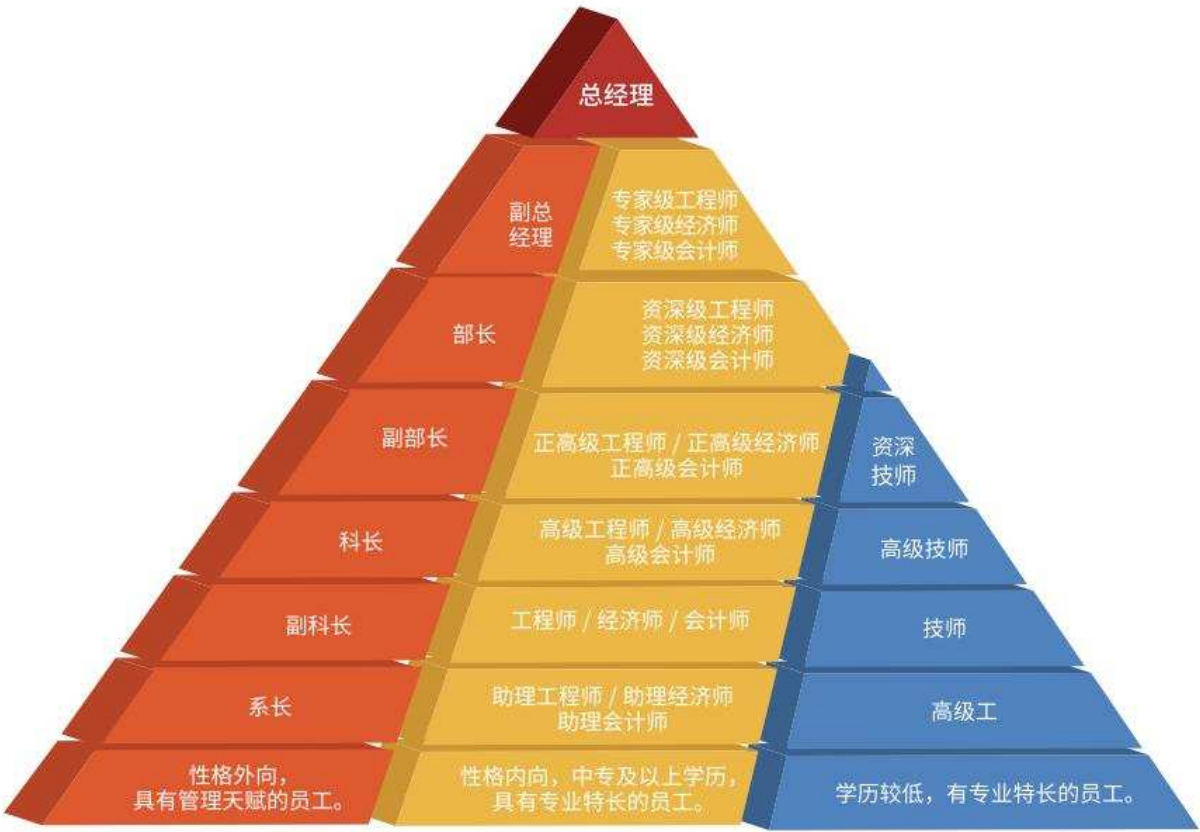 总经理
副总
经理
专家级工程师
专家级经济师
专家级会计师
部长
资深级工程师
资深级经济师
资深级会计师
副部长
正高级工程师 / 正高级经济师
正高级会计师
资深
技师
科长
高级工程师 / 高级经济师
高级会计师
高级技师
副科长
工程师 / 经济师 / 会计师
技师
系长
助理工程师 / 助理经济师
助理会计师
高级工
性格外向，
具有管理天赋的员工。
性格内向，中专及以上学历，
具有专业特长的员工。
学历较低，有专业特长的员工。